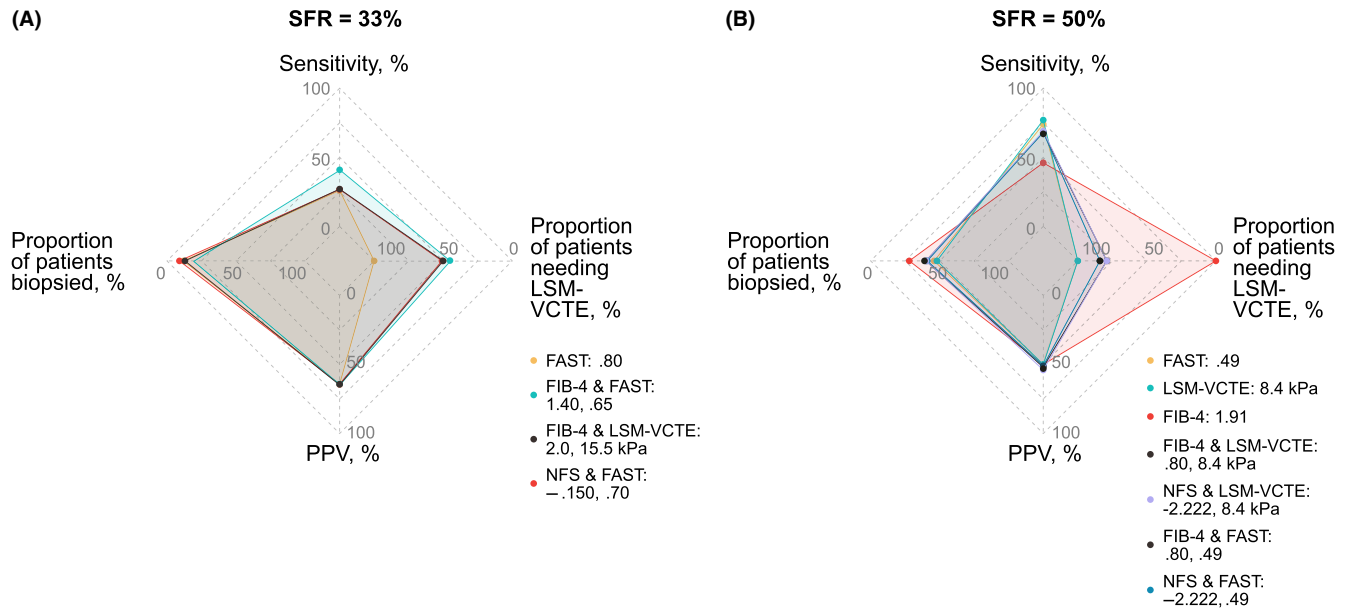 (A)
SFR = 33%
Sensitivity, %
100
50
0
Proportion
of patients
biopsied, %
0
50
100
100
50
0
Proportion
of patients
needing
LSM-
VCTE, %
0
50
100
PPV, %
FAST: .80
FIB-4 & FAST:
1.40, .65
FIB-4 & LSM-VCTE:
2.0, 15.5 kPa
NFS & FAST:
– .150, .70
(B)
SFR = 50%
Sensitivity, %
100
50
0
Proportion
of patients
biopsied, %
0
50
100
100
50
0
Proportion
of patients
needing
LSM-
VCTE, %
0
50
100
PPV, %
FAST: .49
LSM-VCTE: 8.4 kPa
FIB-4: 1.91
FIB-4 & LSM-VCTE:
.80, 8.4 kPa
NFS & LSM-VCTE:
-2.222, 8.4 kPa
FIB-4 & FAST:
.80, .49
NFS & FAST:
–2.222, .49